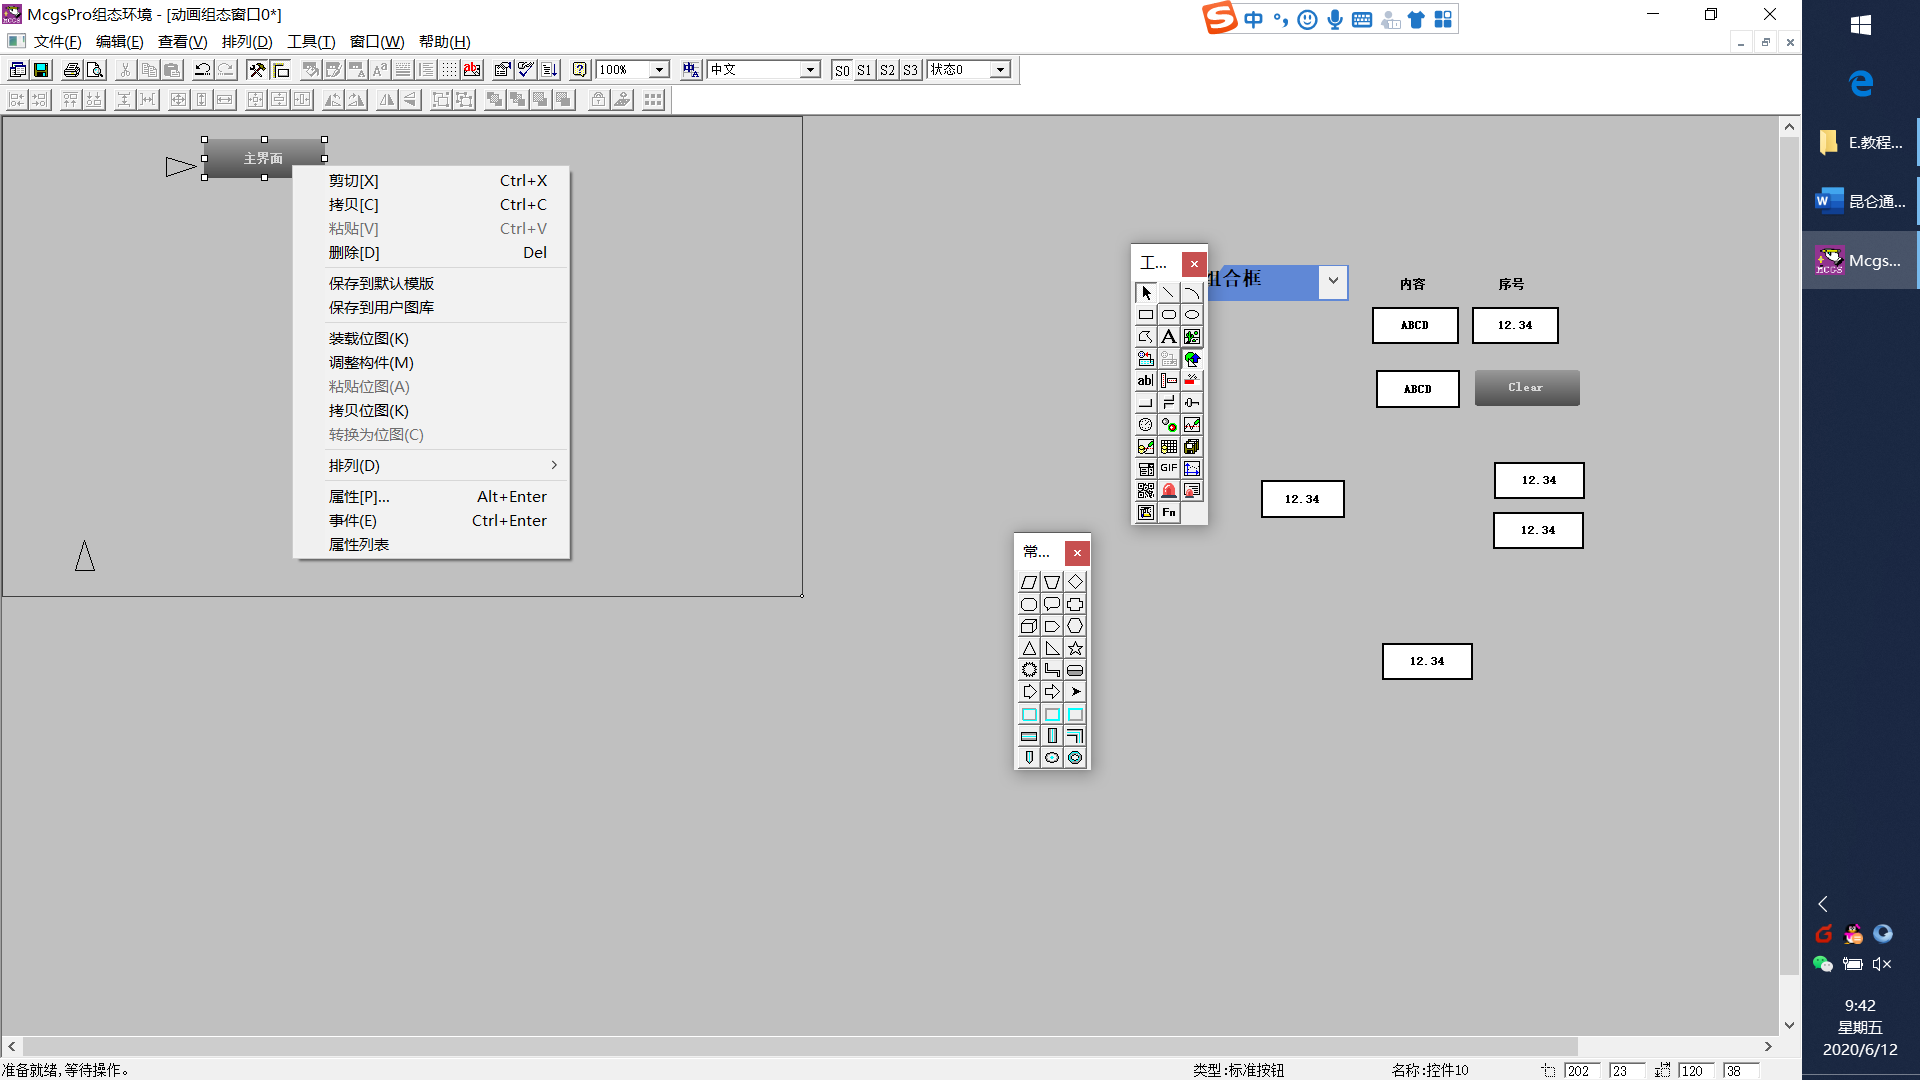 McgsPro组态环境 - [动画组态窗口0*]
中
文件(F) 编辑(E) 查看(V) 排列(D) 工具(T) 窗口(W) 帮助(H)
100% 中文 S0 S1 S2 S3 状态0
主界面
剪切[X] Ctrl+X
拷贝[C] Ctrl+C
粘贴[V] Ctrl+V
删除[D] Del
保存到默认模版
保存到用户图库
装载位图(K)
调整构件(M)
粘贴位图(A)
拷贝位图(K)
转换为位图(C)
排列(D)
属性[P]... Alt+Enter
事件(E) Ctrl+Enter
属性列表
工...
A
ab|
GIF
Fn
常...
组合框
内容 序号
ABCD 12.34
ABCD Clear
12.34
12.34
12.34
12.34
准备就绪,等待操作。
类型:标准按钮 名称:控件10 202 23 120 38
E.教程...
昆仑通...
Mcgs...
9:42
星期五
2020/6/12